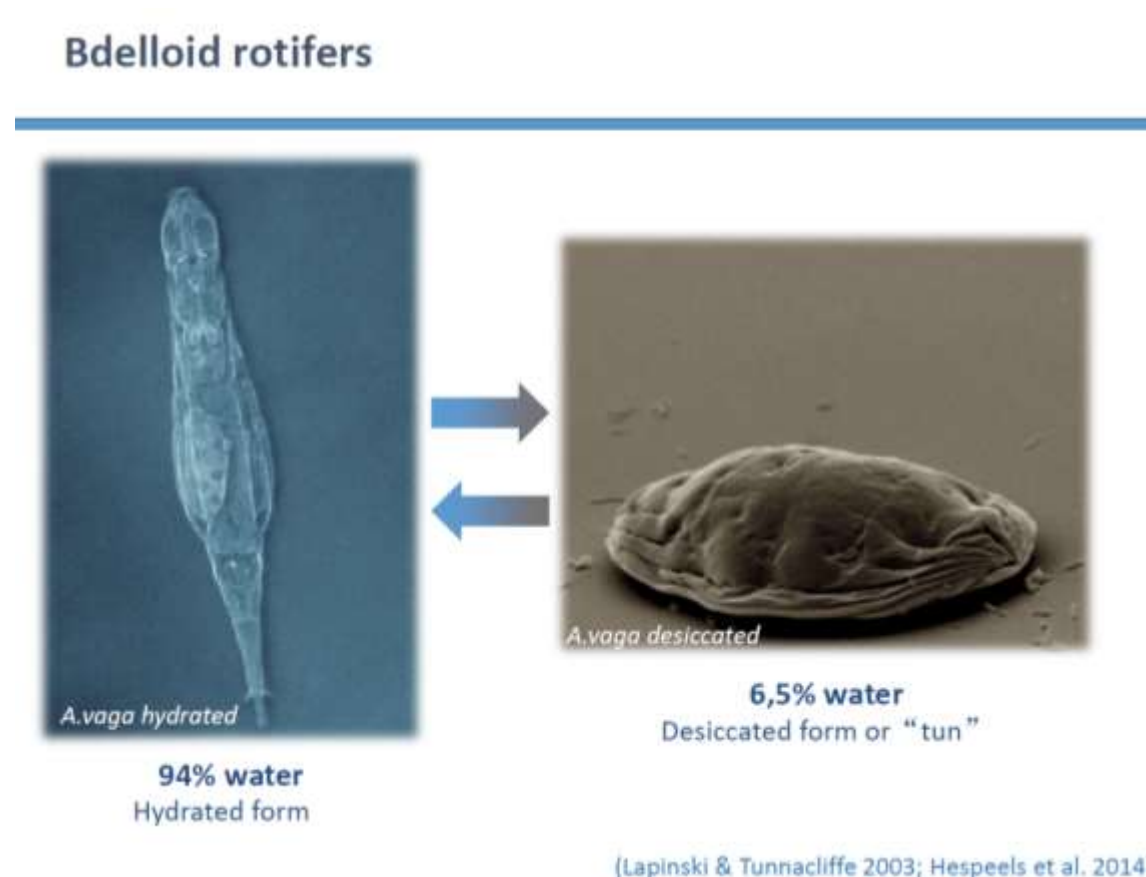 Bdelloid rotifers
A.vaga hydrated
94% water
Hydrated form
A.vaga desiccated
6,5% water
Desiccated form or “tun”
(Lapinski & Tunnacliffe 2003; Hespeels et al. 2014